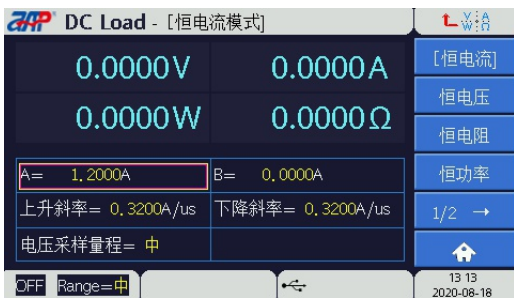 ZAP DC Load - [恒电流模式]
V A
W Ω
0.0000V 0.0000A
0.0000W 0.0000Ω
A= 1.2000A B= 0.0000A
上升斜率= 0.3200A/us 下降斜率= 0.3200A/us
电压采样量程= 中
[恒电流]
恒电压
恒电阻
恒功率
1/2 →
OFF Range=中
13 13
2020-08-18